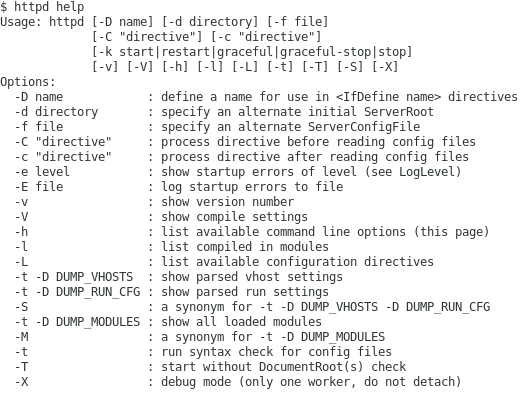 $ httpd help
Usage: httpd [-D name] [-d directory] [-f file]
             [-C "directive"] [-c "directive"]
             [-k start|restart|graceful|graceful-stop|stop]
             [-v] [-V] [-h] [-l] [-L] [-t] [-T] [-S] [-X]
Options:
  -D name            : define a name for use in <IfDefine name> directives
  -d directory       : specify an alternate initial ServerRoot
  -f file            : specify an alternate ServerConfigFile
  -C "directive"     : process directive before reading config files
  -c "directive"     : process directive after reading config files
  -e level           : show startup errors of level (see LogLevel)
  -E file            : log startup errors to file
  -v                 : show version number
  -V                 : show compile settings
  -h                 : list available command line options (this page)
  -l                 : list compiled in modules
  -L                 : list available configuration directives
  -t -D DUMP_VHOSTS  : show parsed vhost settings
  -t -D DUMP_RUN_CFG : show parsed run settings
  -S                 : a synonym for -t -D DUMP_VHOSTS -D DUMP_RUN_CFG
  -t -D DUMP_MODULES : show all loaded modules
  -M                 : a synonym for -t -D DUMP_MODULES
  -t                 : run syntax check for config files
  -T                 : start without DocumentRoot(s) check
  -X                 : debug mode (only one worker, do not detach)